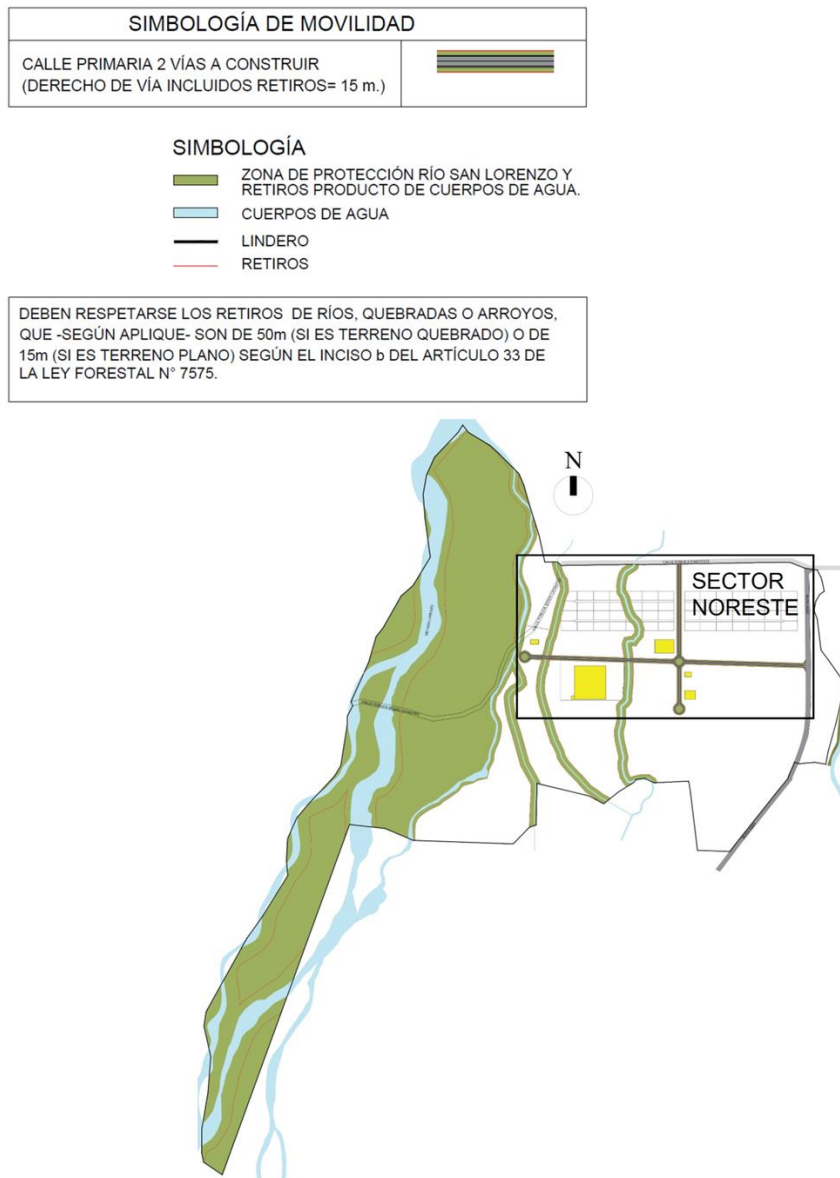 SIMBOLOGÍA DE MOVILIDAD
CALLE PRIMARIA 2 VÍAS A CONSTRUIR
(DERECHO DE VÍA INCLUIDOS RETIROS= 15 m.)
SIMBOLOGÍA
ZONA DE PROTECCIÓN RÍO SAN LORENZO Y
RETIROS PRODUCTO DE CUERPOS DE AGUA.
CUERPOS DE AGUA
LINDERO
RETIROS
DEBEN RESPETARSE LOS RETIROS DE RÍOS, QUEBRADAS O ARROYOS,
QUE -SEGÚN APLIQUE- SON DE 50m (SI ES TERRENO QUEBRADO) O DE
15m (SI ES TERRENO PLANO) SEGÚN EL INCISO b DEL ARTÍCULO 33 DE
LA LEY FORESTAL N° 7575.
N
SECTOR
NORESTE